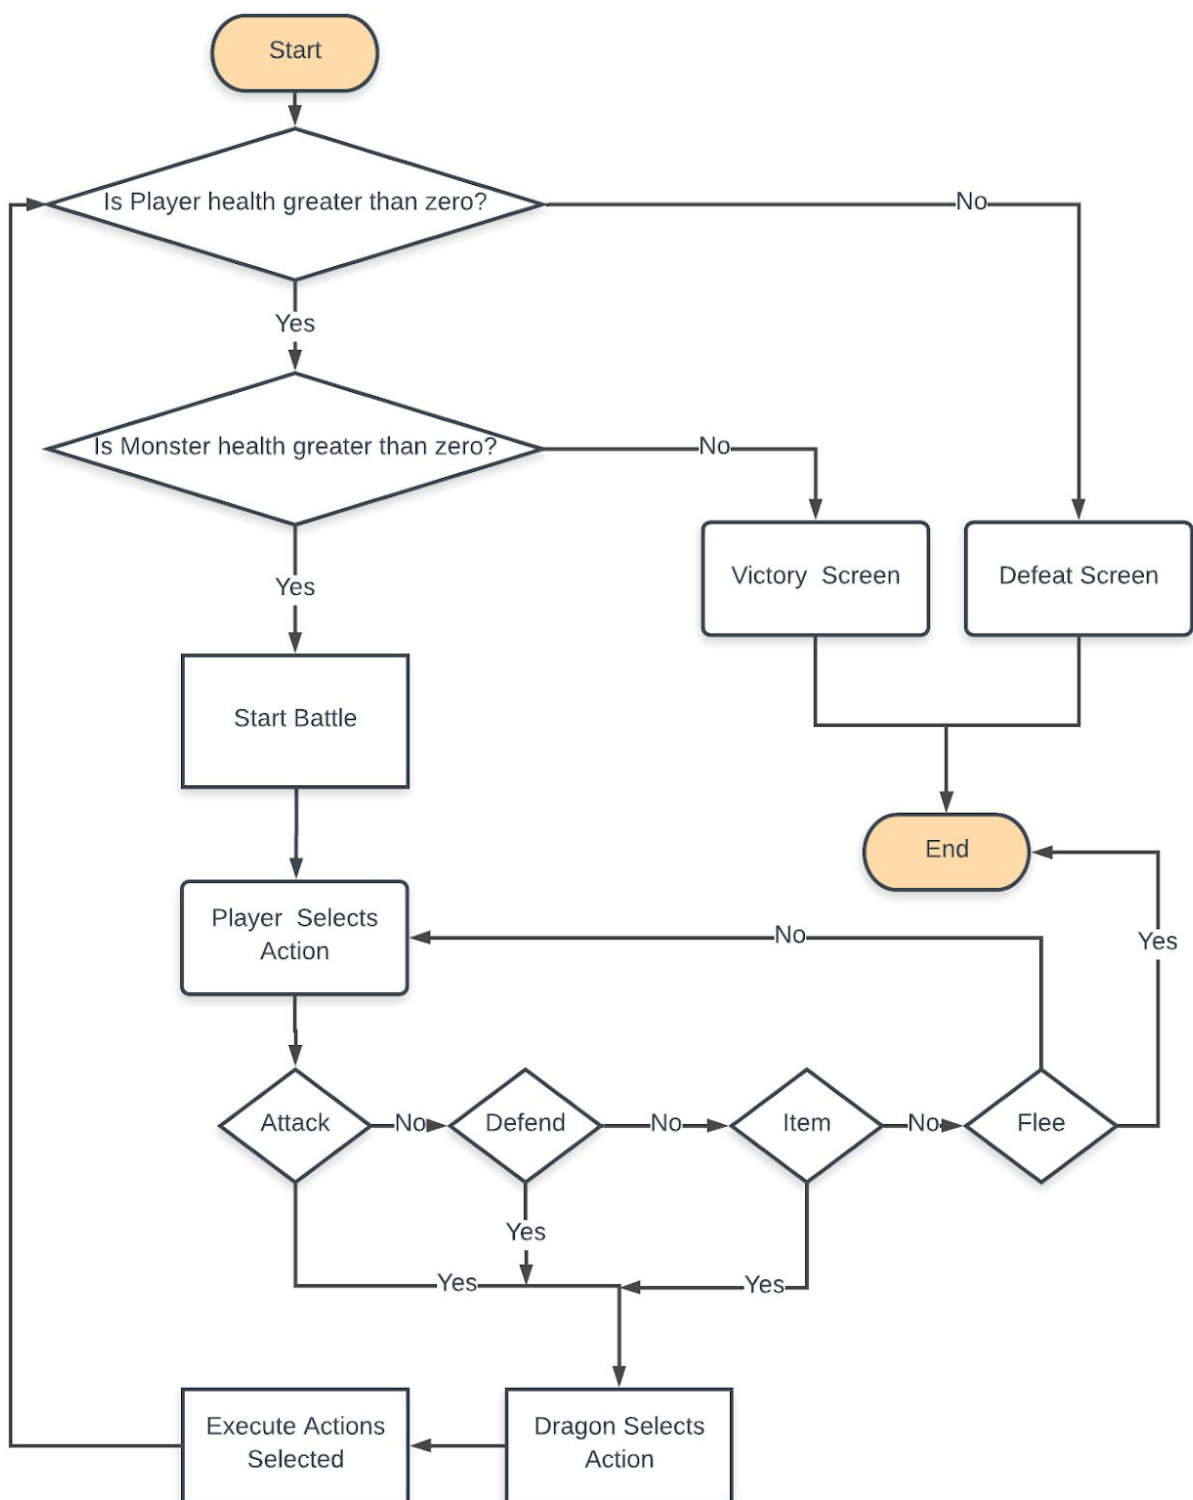 Start
Is Player health greater than zero?
No
Yes
Is Monster health greater than zero?
No
Yes
Victory  Screen
Defeat Screen
Start Battle
End
Player  Selects
Action
No
Yes
Attack
No
Defend
No
Item
No
Flee
Yes
Yes
Yes
Execute Actions
Selected
Dragon Selects
Action